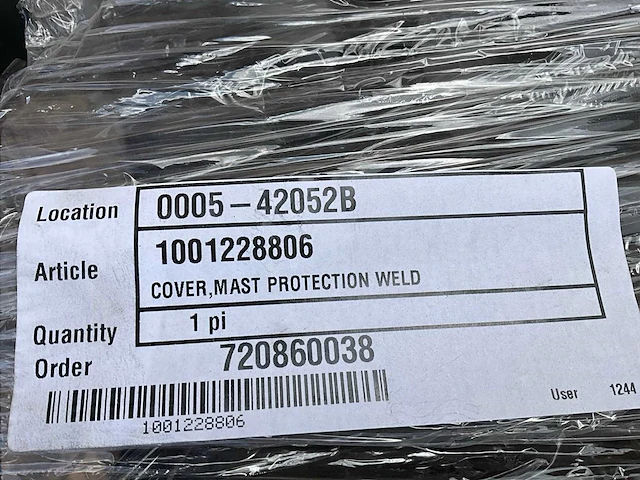 Location 0005-42052B
Article 1001228806
COVER,MAST PROTECTION WELD
Quantity 1 pi
Order 720860038
1001228806
User 1244